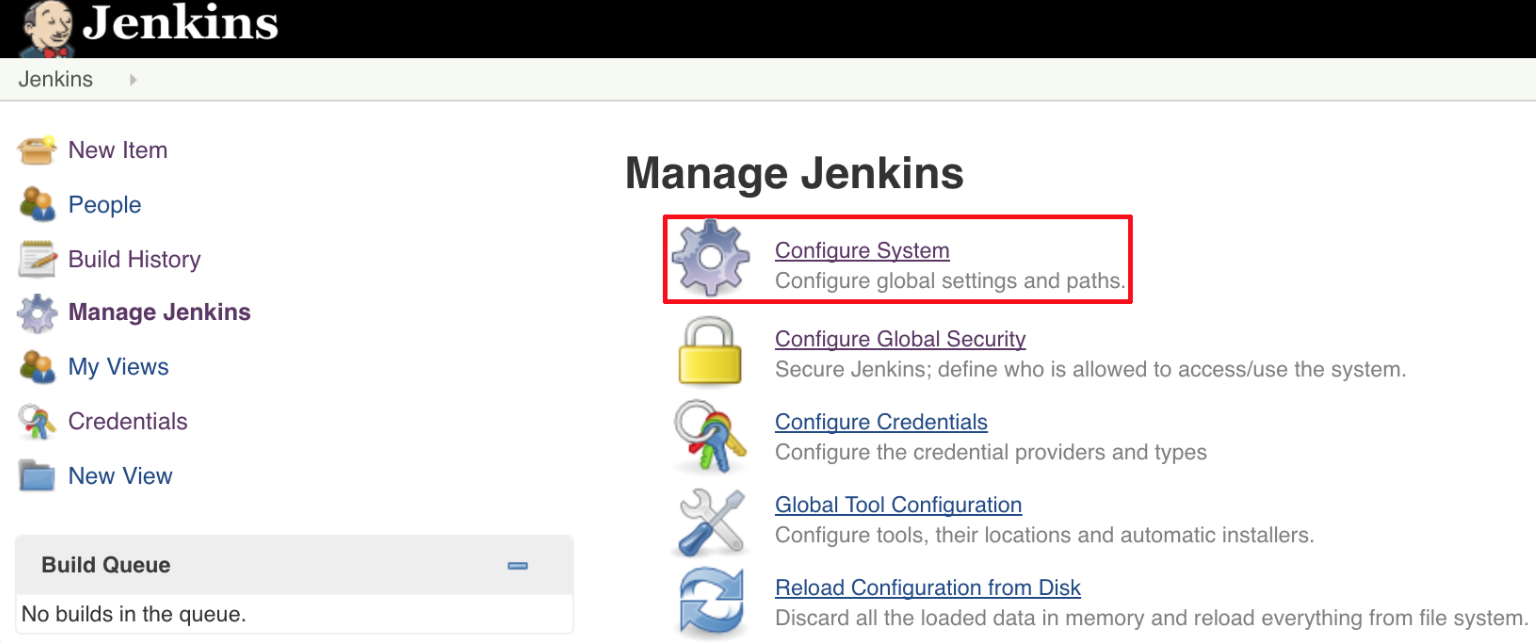 Jenkins
Jenkins
New Item
People
Build History
Manage Jenkins
My Views
Credentials
New View
Build Queue
No builds in the queue.
Manage Jenkins
Configure System
Configure global settings and paths.
Configure Global Security
Secure Jenkins; define who is allowed to access/use the system.
Configure Credentials
Configure the credential providers and types
Global Tool Configuration
Configure tools, their locations and automatic installers.
Reload Configuration from Disk
Discard all the loaded data in memory and reload everything from file system.